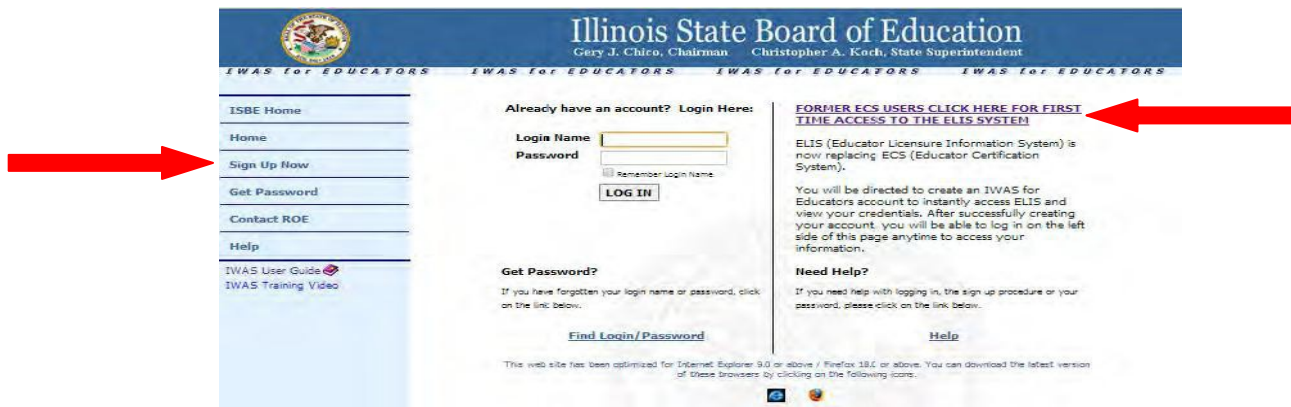 Illinois State Board of Education
Gery J. Chico, Chairman Christopher A. Koch, State Superintendent
IWAS for EDUCATORS IWAS for EDUCATORS IWAS for EDUCATORS IWAS for EDUCATORS
ISBE Home
Home
Sign Up Now
Get Password
Contact ROE
Help
IWAS User Guide
IWAS Training Video
Already have an account? Login Here:
Login Name
Password
Remember Login Name
LOG IN
Get Password?
If you have forgotten your login name or password, click
on the link below.
Find Login/Password
FORMER ECS USERS CLICK HERE FOR FIRST
TIME ACCESS TO THE ELIS SYSTEM
ELIS (Educator Licensure Information System) is
now replacing ECS (Educator Certification
System).
You will be directed to create an IWAS for
Educators account to instantly access ELIS and
view your credentials. After successfully creating
your account, you will be able to log in on the left
side of this page anytime to access your
information.
Need Help?
If you need help with logging in, the sign up procedure or your
password, please click on the link below.
Help
This web site has been optimized for Internet Explorer 9.0 or above / Firefox 18.0 or above. You can download the latest version
of these browsers by clicking on the following icons.